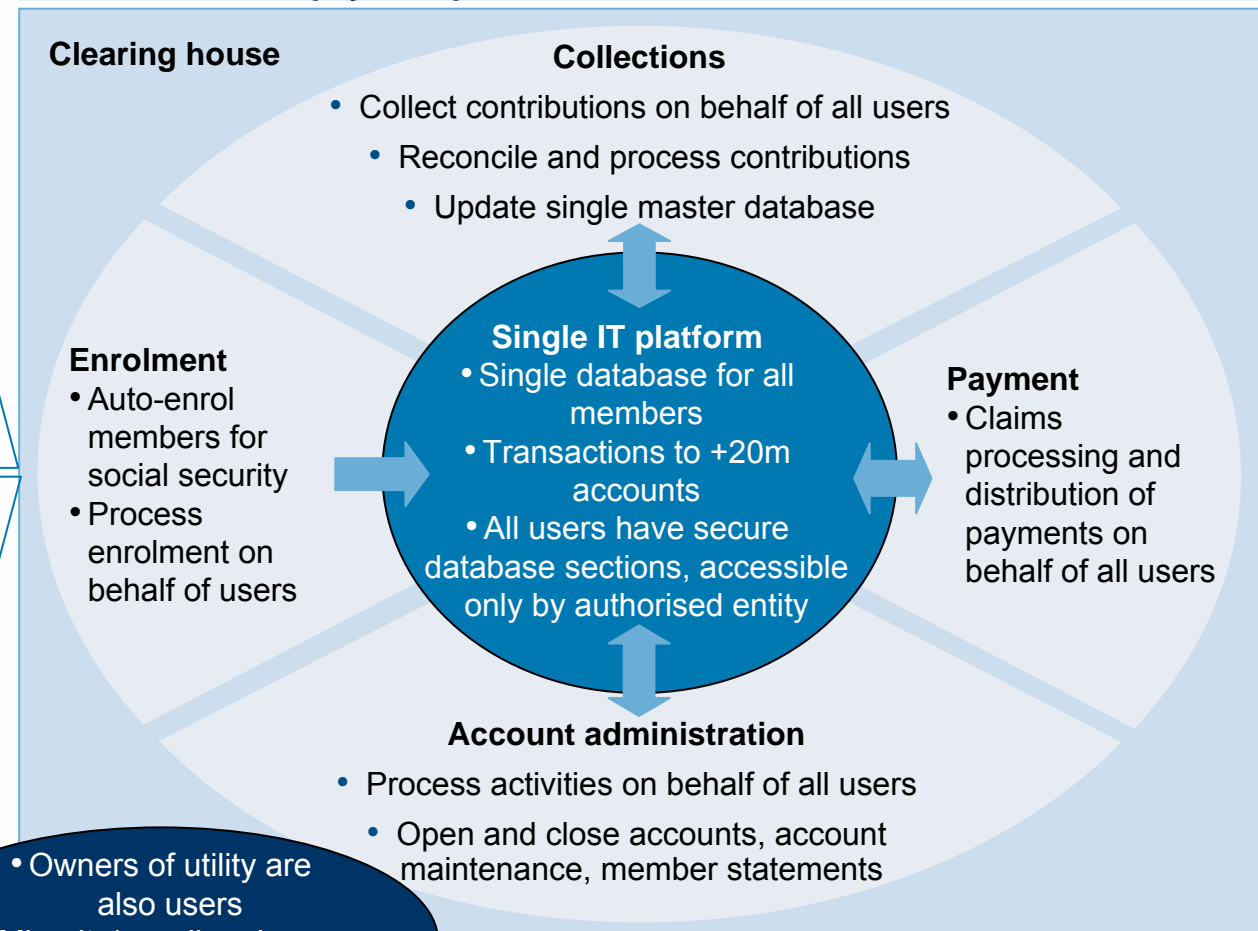 Clearing house
Collections
• Collect contributions on behalf of all users
• Reconcile and process contributions
• Update single master database
Enrolment
• Auto-enrol
members for
social security
• Process
enrolment on
behalf of users
Single IT platform
• Single database for all
members
• Transactions to +20m
accounts
• All users have secure
database sections, accessible
only by authorised entity
Payment
• Claims
processing and
distribution of
payments on
behalf of all users
Account administration
• Process activities on behalf of all users
• Open and close accounts, account
maintenance, member statements
• Owners of utility are
also users